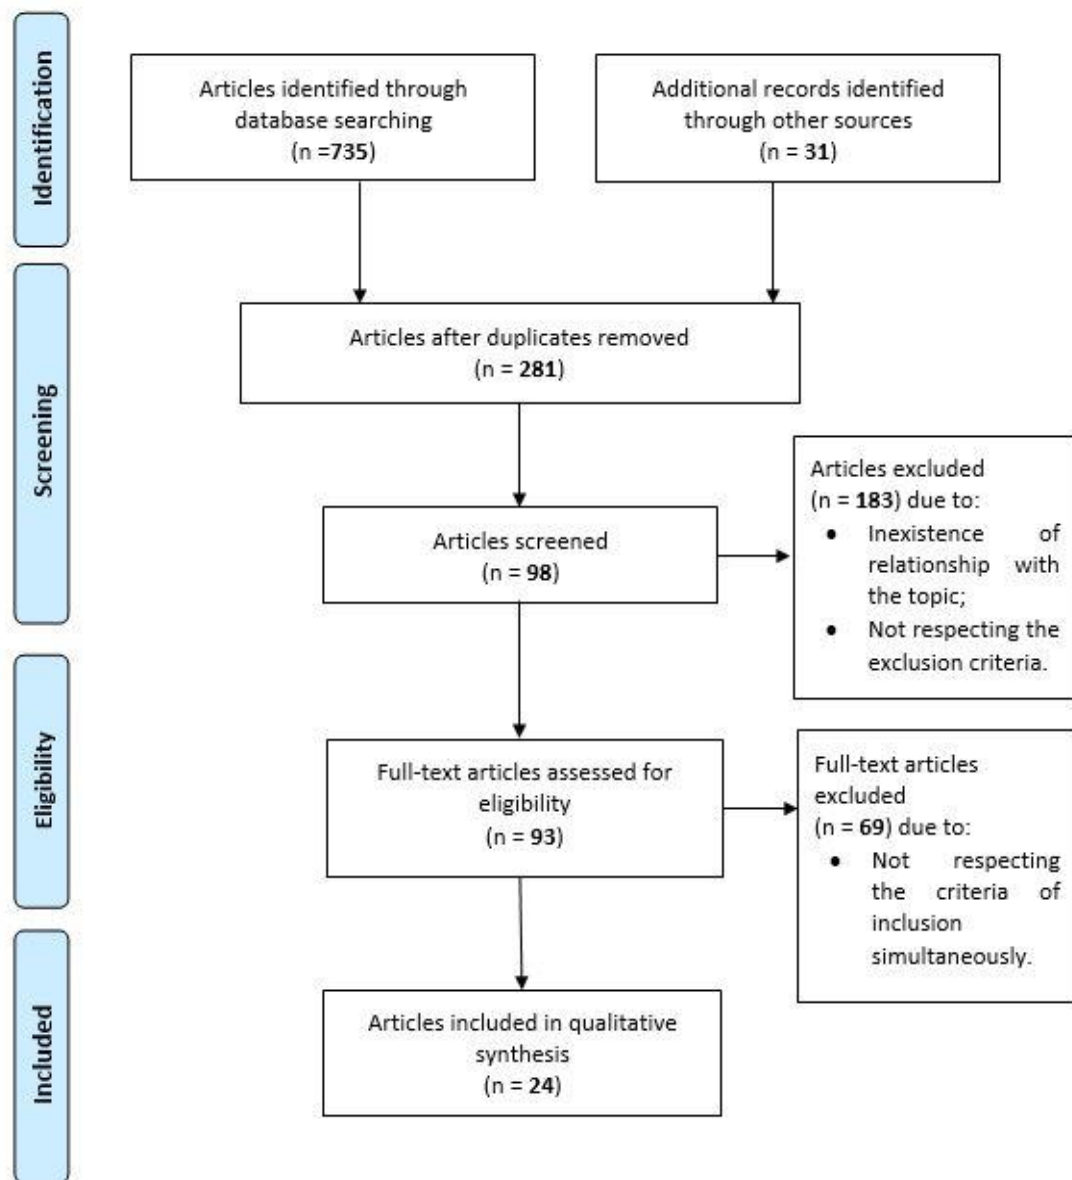 Identification
Articles identified through
database searching
(n =735)
Additional records identified
through other sources
(n = 31)
Screening
Articles after duplicates removed
(n = 281)
Articles screened
(n = 98)
Articles excluded
(n = 183) due to:
● Inexistence of
relationship with
the topic;
● Not respecting the
exclusion criteria.
Eligibility
Full-text articles assessed for
eligibility
(n = 93)
Full-text articles
excluded
(n = 69) due to:
● Not respecting
the criteria of
inclusion
simultaneously.
Included
Articles included in qualitative
synthesis
(n = 24)